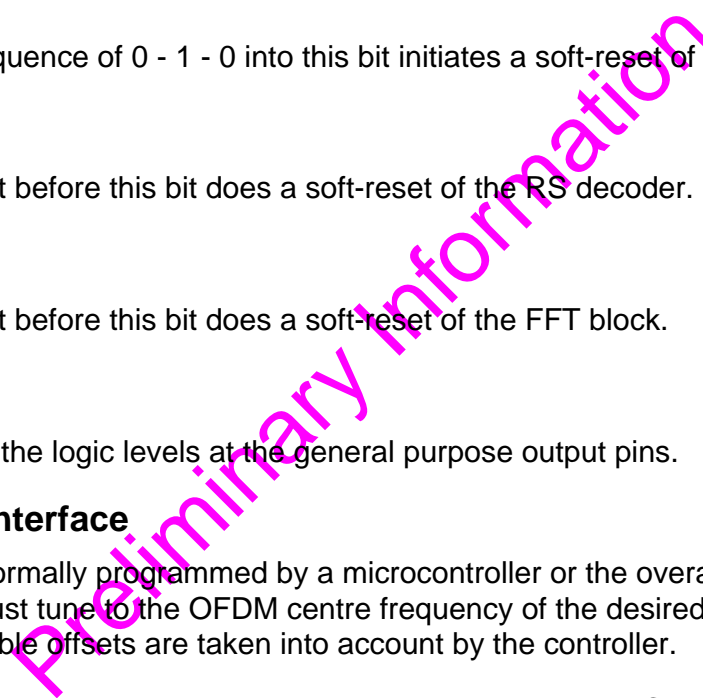 quence of 0 - 1 - 0 into this bit initiates a soft-reset of
t before this bit does a soft-reset of the RS decoder.
t before this bit does a soft-reset of the FFT block.
the logic levels at the general purpose output pins.
nterface
ormally programmed by a microcontroller or the overa
ust tune to the OFDM centre frequency of the desired
ble offsets are taken into account by the controller.
Preliminary Information